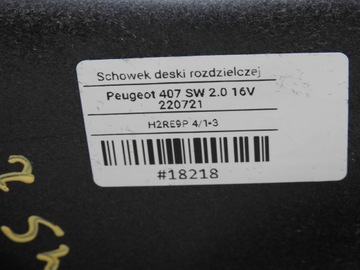 Schowek deski rozdzielczej
Peugeot 407 SW 2.0 16V
220721
H2RE9P 4/1-3
#18218